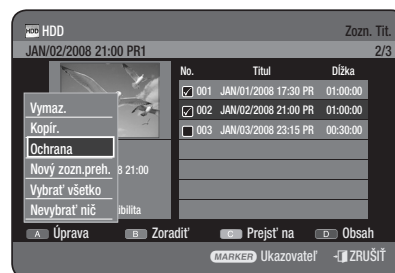 HDD HDD Zozn. Tit.
JAN/02/2008 21:00 PR1 2/3
No. Titul Dĺžka
001 JAN/01/2008 17:30 PR 01:00:00
002 JAN/02/2008 21:00 PR 01:00:00
003 JAN/03/2008 23:15 PR 00:30:00
Vymaz.
Kopír.
Ochrana
Nový zozn.preh. 8 21:00
Vybrať všetko
Nevybrať nič ibilita
A Úprava B Zoradiť C Prejsť na D Obsah
MARKER Ukazovateľ ZRUŠIŤ